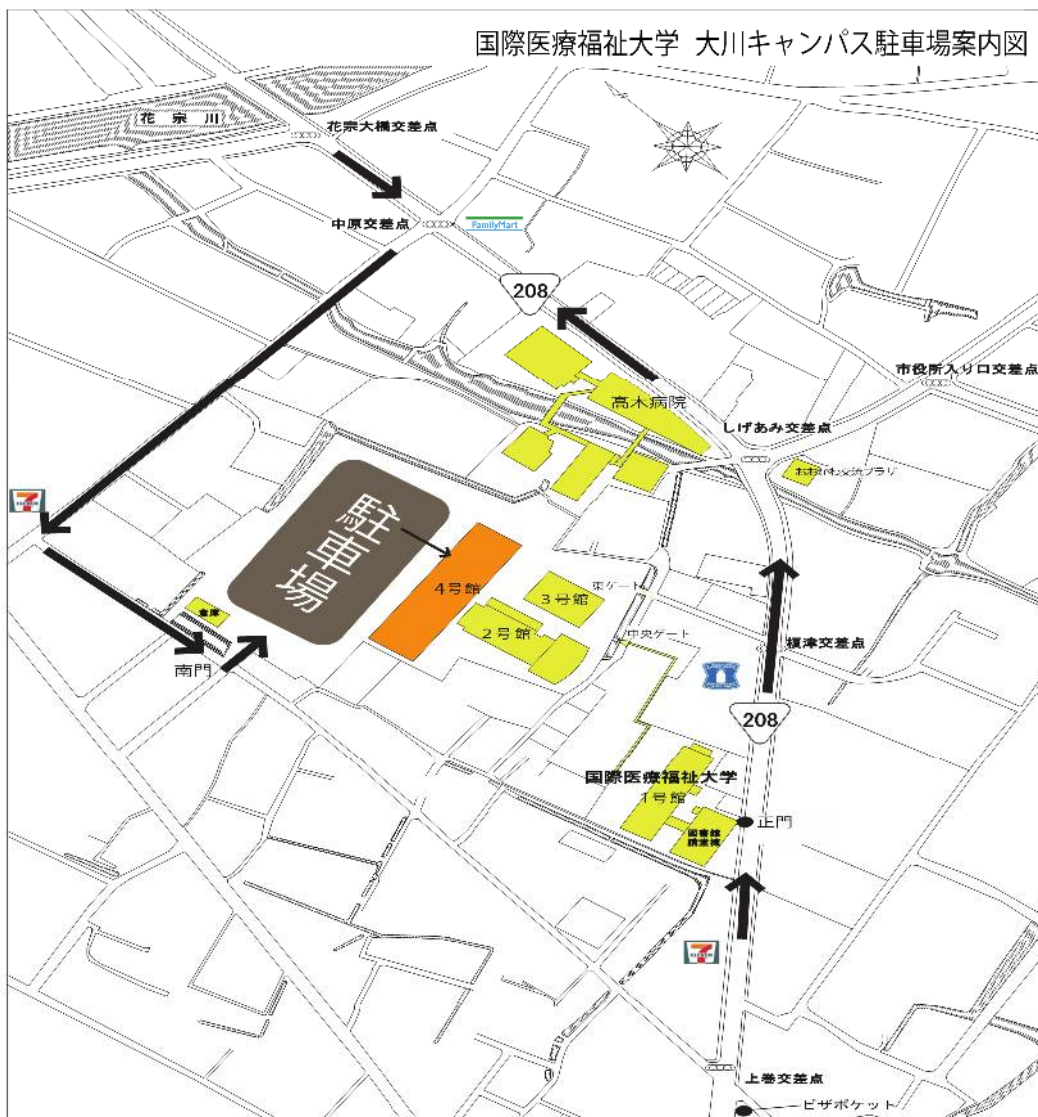 国際医療福祉大学 大川キャンパス駐車場案内図
花宗川
花宗大橋交差点
中原交差点
FamilyMart
208
高木病院
市役所入り口交差点
しげあみ交差点
駐車場
4号館
3号館
2号館
東ゲート
中央ゲート
榎津交差点
倉庫
南門
208
国際医療福祉大学
1号館
正門
図書館
上巻交差点
ピザポケット